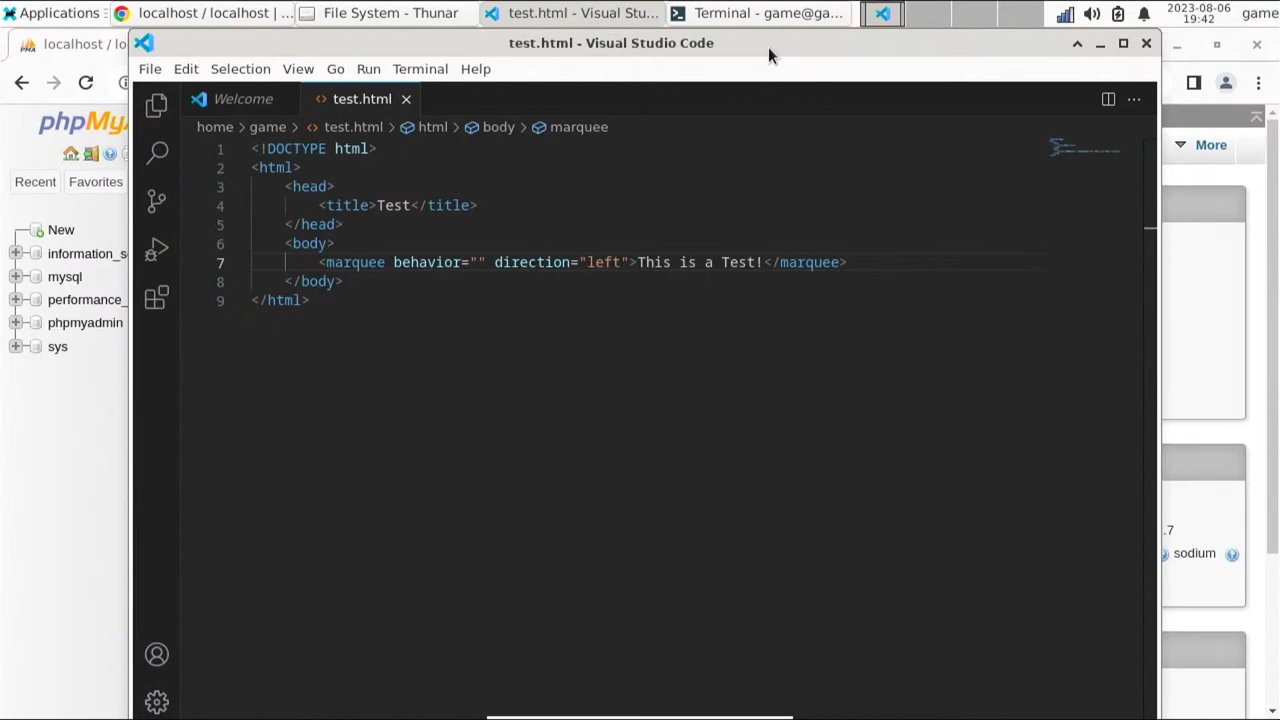 Applications
localhost / localhost | ...
File System - Thunar
test.html - Visual Stu...
Terminal - game@ga...
2023-08-06
19:42
game
localhost / lo
test.html - Visual Studio Code
File Edit Selection View Go Run Terminal Help
Welcome
test.html
home > game > test.html > html > body > marquee
1 <!DOCTYPE html>
2 <html>
3 <head>
4 <title>Test</title>
5 </head>
6 <body>
7 <marquee behavior="" direction="left">This is a Test!</marquee>
8 </body>
9 </html>
phpMy
Recent
Favorites
New
information_s
mysql
performance_
phpmyadmin
sys
More
.7
sodium